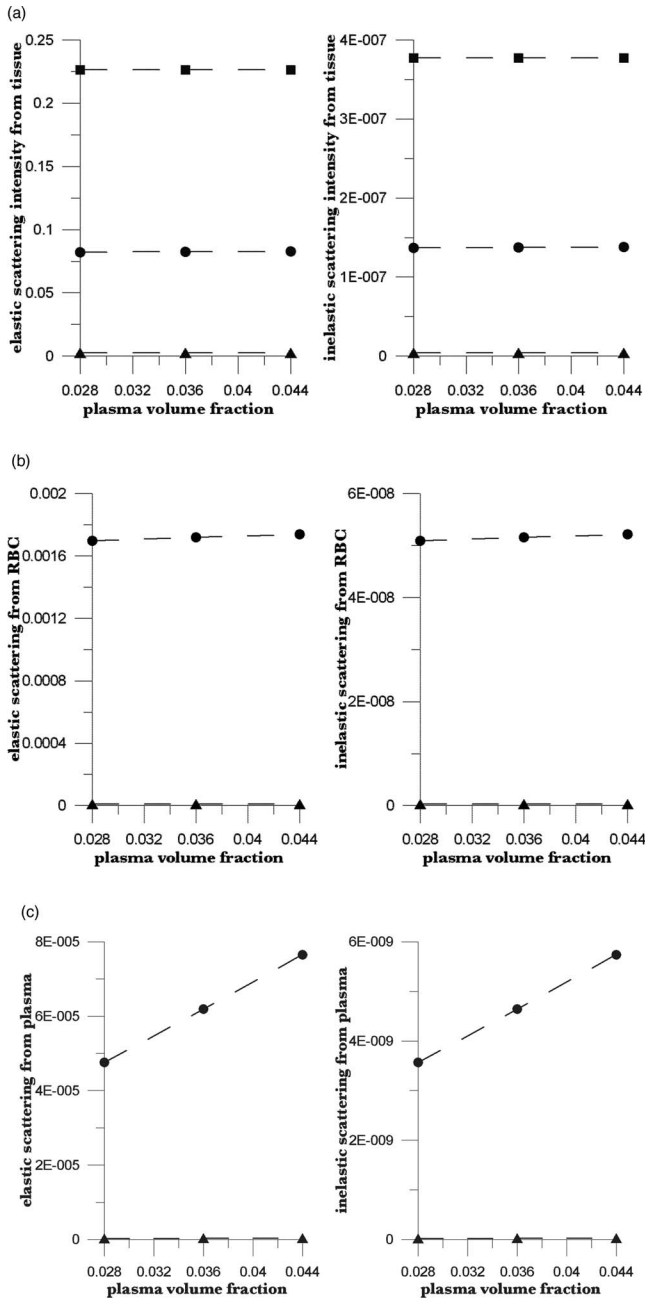 (a)
elastic scattering intensity from tissue
0.25
0.2
0.15
0.1
0.05
0
0.028 0.032 0.036 0.04 0.044
plasma volume fraction
inelastic scattering intensity from tissue
4E-007
3E-007
2E-007
1E-007
0
0.028 0.032 0.036 0.04 0.044
plasma volume fraction
(b)
elastic scattering from RBC
0.002
0.0016
0.0012
0.0008
0.0004
0
0.028 0.032 0.036 0.04 0.044
plasma volume fraction
inelastic scattering from RBC
6E-008
4E-008
2E-008
0
0.028 0.032 0.036 0.04 0.044
plasma volume fraction
(c)
elastic scattering from plasma
8E-005
6E-005
4E-005
2E-005
0
0.028 0.032 0.036 0.04 0.044
plasma volume fraction
inelastic scattering from plasma
6E-009
4E-009
2E-009
0
0.028 0.032 0.036 0.04 0.044
plasma volume fraction